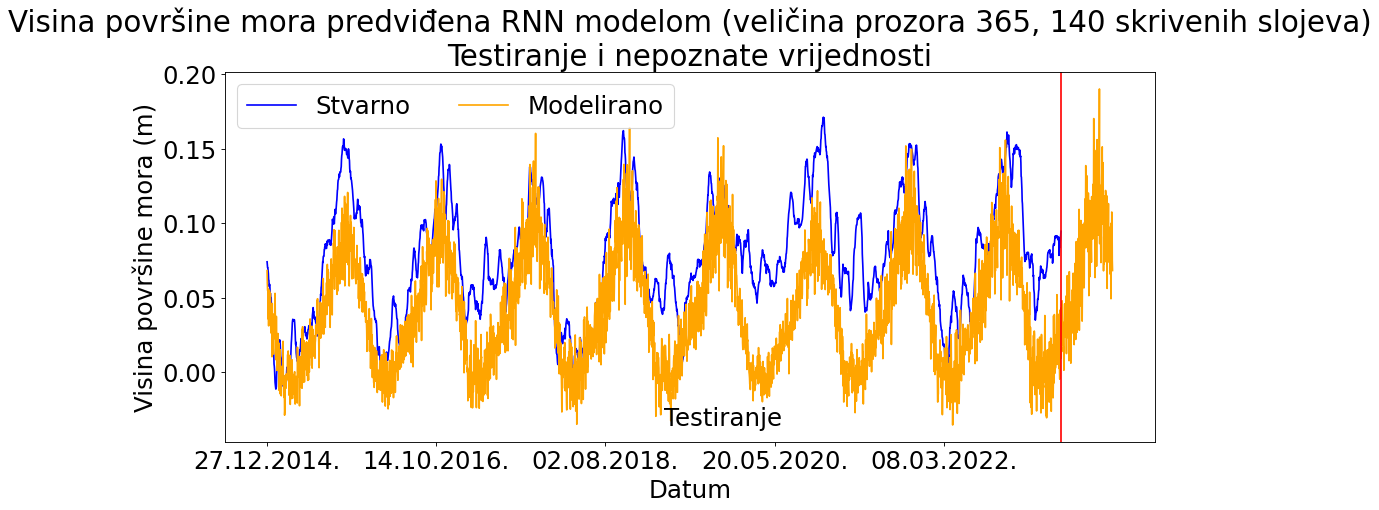 Visina površine mora predviđena RNN modelom (veličina prozora 365, 140 skrivenih slojeva)
Testiranje i nepoznate vrijednosti
Stvarno Modelirano
Visina površine mora (m)
0.20
0.15
0.10
0.05
0.00
Testiranje
27.12.2014. 14.10.2016. 02.08.2018. 20.05.2020. 08.03.2022.
Datum